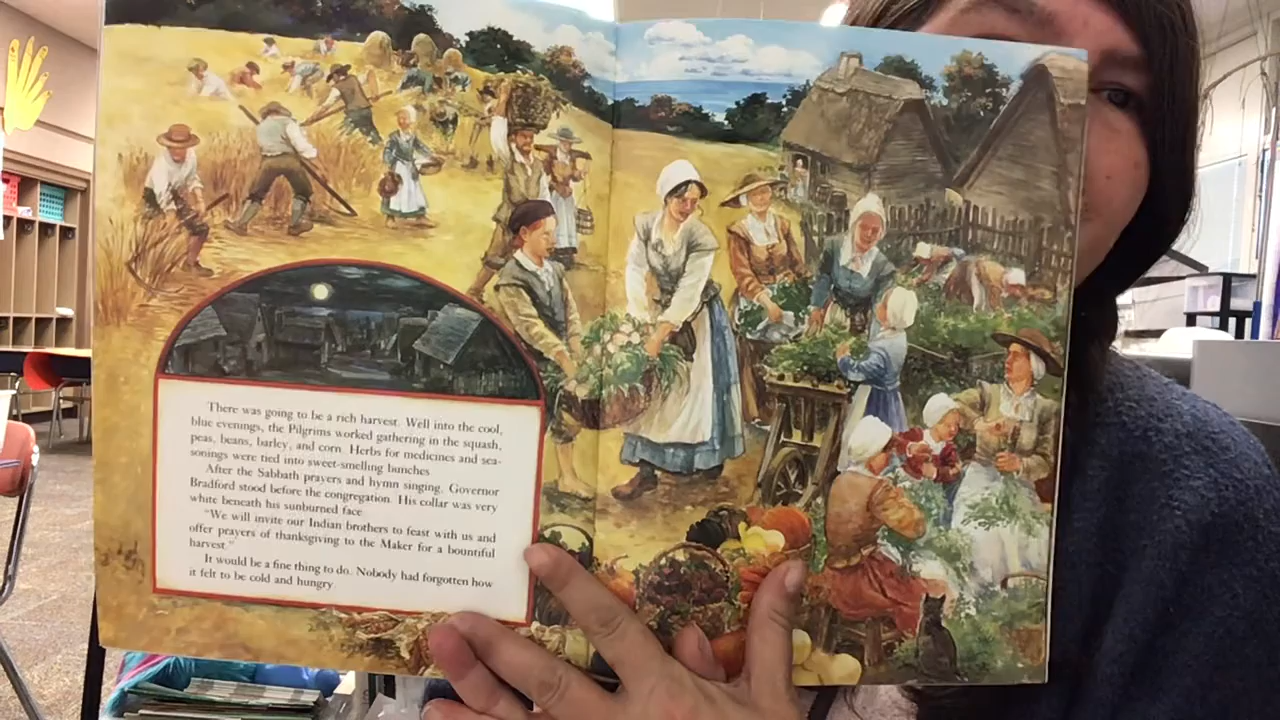 There was going to be a rich harvest. Well into the cool,
blue evenings, the Pilgrims worked gathering in the squash,
peas, beans, barley, and corn. Herbs for medicines and sea-
sonings were tied into sweet-smelling bunches.
After the Sabbath prayers and hymn singing, Governor
Bradford stood before the congregation. His collar was very
white beneath his sunburned face.
"We will invite our Indian brothers to feast with us and
offer prayers of thanksgiving to the Maker for a bountiful
harvest."
It would be a fine thing to do. Nobody had forgotten how
it felt to be cold and hungry.